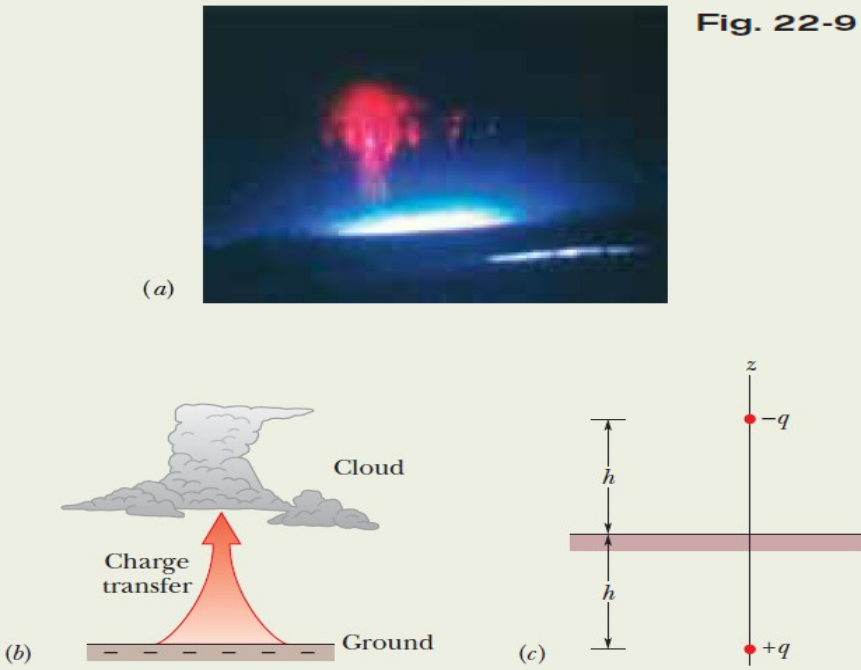 Fig. 22-9
(a)
Cloud
Charge
transfer
Ground
(b)
z
−q
h
h
+q
(c)